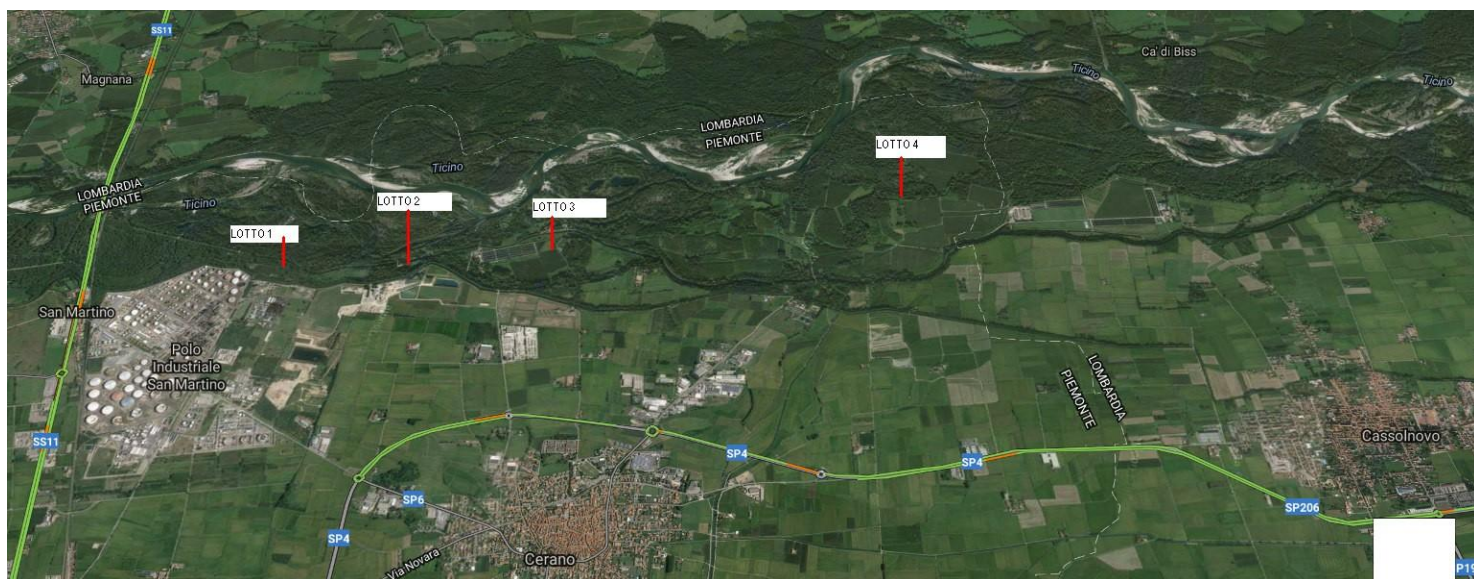 SS11
Magnana
Ca' di Biss
Ticino
Ticino
LOMBARDIA
PIEMONTE
LOTTO 4
Ticino
LOMBARDIA
PIEMONTE
Ticino
LOTTO 2
LOTTO 3
LOTTO 1
San Martino
Polo
Industriale
San Martino
LOMBARDIA
PIEMONTE
SS11
SP4
SP4
Cassolnovo
SP6
SP206
SP4
Via Novara
Cerano
P19